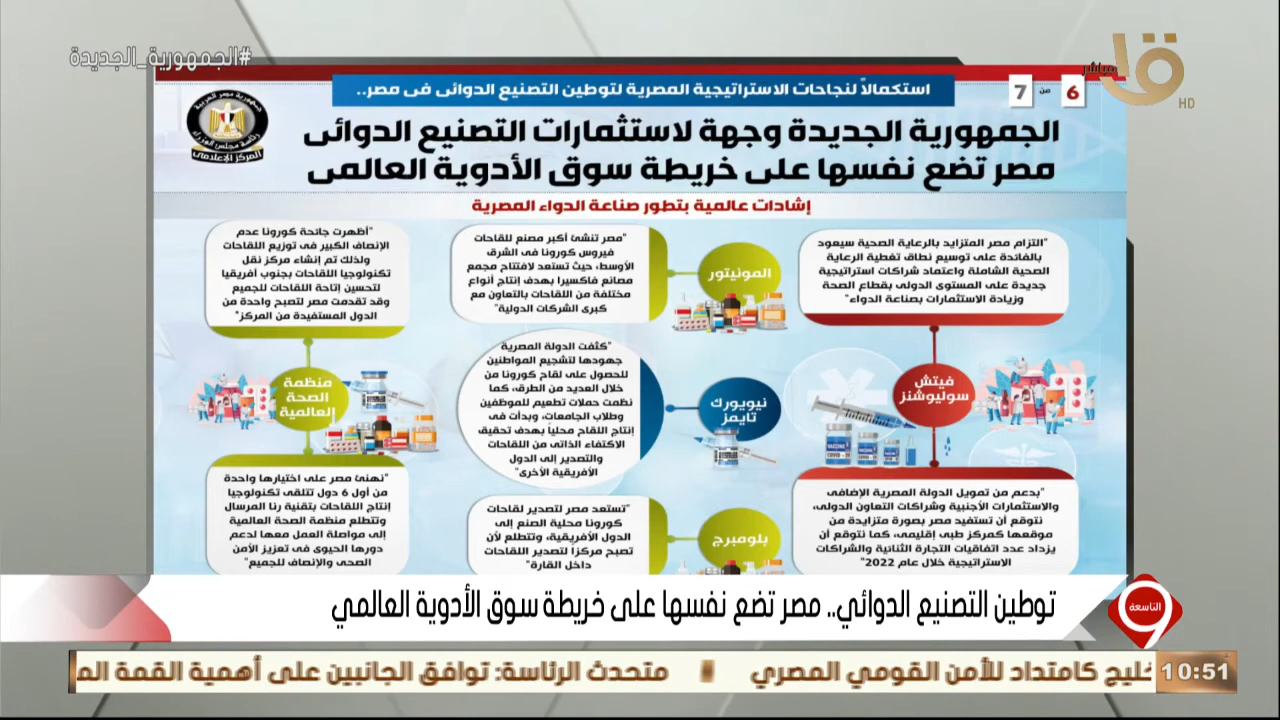 #الجمهورية_الجديدة
مباشر
HD
6 من 7
استكمالاً لنجاحات الاستراتيجية المصرية لتوطين التصنيع الدوائى فى مصر..
الجمهورية الجديدة وجهة لاستثمارات التصنيع الدوائى
مصر تضع نفسها على خريطة سوق الأدوية العالمى
جمهورية مصر العربية
رئاسة مجلس الوزراء
المركز الإعلامى
إشادات عالمية بتطور صناعة الدواء المصرية
"التزام مصر المتزايد بالرعاية الصحية سيعود
بالفائدة على توسيع نطاق تغطية الرعاية
الصحية الشاملة واعتماد شراكات استراتيجية
جديدة على المستوى الدولى بقطاع الصحة
وزيادة الاستثمارات بصناعة الدواء"
فيتش
سوليوشنز
"بدعم من تمويل الدولة المصرية الإضافى
والاستثمارات الأجنبية وشراكات التعاون الدولى،
نتوقع أن تستفيد مصر بصورة متزايدة من
موقعها كمركز طبى إقليمى، كما نتوقع أن
يزداد عدد اتفاقيات التجارة الثنائية والشراكات
الاستراتيجية خلال عام 2022"
المونيتور
"مصر تنشئ أكبر مصنع للقاحات
فيروس كورونا فى الشرق
الأوسط، حيث تستعد لافتتاح مجمع
مصانع فاكسيرا بهدف إنتاج أنواع
مختلفة من اللقاحات بالتعاون مع
كبرى الشركات الدولية"
نيويورك
تايمز
"كثفت الدولة المصرية
جهودها لتشجيع المواطنين
للحصول على لقاح كورونا من
خلال العديد من الطرق، كما
نظمت حملات تطعيم للموظفين
وطلاب الجامعات، وبدأت فى
إنتاج اللقاح محلياً بهدف تحقيق
الاكتفاء الذاتى من اللقاحات
والتصدير إلى الدول
الأفريقية الأخرى"
بلومبرج
"تستعد مصر لتصدير لقاحات
كورونا محلية الصنع إلى
الدول الأفريقية، وتتطلع لأن
تصبح مركزا لتصدير اللقاحات
داخل القارة"
"أظهرت جائحة كورونا عدم
الإنصاف الكبير فى توزيع اللقاحات
ولذلك تم إنشاء مركز نقل
تكنولوجيا اللقاحات بجنوب أفريقيا
لتحسين إتاحة اللقاحات للجميع
وقد تقدمت مصر لتصبح واحدة من
الدول المستفيدة من المركز"
منظمة
الصحة
العالمية
"نهنئ مصر على اختيارها واحدة
من أول 6 دول تتلقى تكنولوجيا
إنتاج اللقاحات بتقنية رنا المرسال
وتتطلع منظمة الصحة العالمية
إلى مواصلة العمل معها لدعم
دورها الحيوى فى تعزيز الأمن
الصحى والإنصاف للجميع"
التاسعة
9
توطين التصنيع الدوائي.. مصر تضع نفسها على خريطة سوق الأدوية العالمي
10:51
خليج كامتداد للأمن القومي المصري
متحدث الرئاسة: توافق الجانبين على أهمية القمة الم